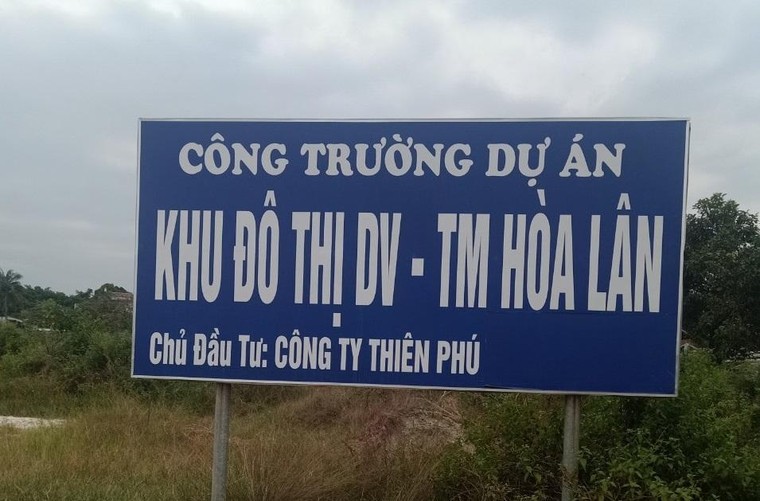 CÔNG TRƯỜNG DỰ ÁN
KHU ĐÔ THỊ DV - TM HÒA LÂN
Chủ Đầu Tư: CÔNG TY THIÊN PHÚ